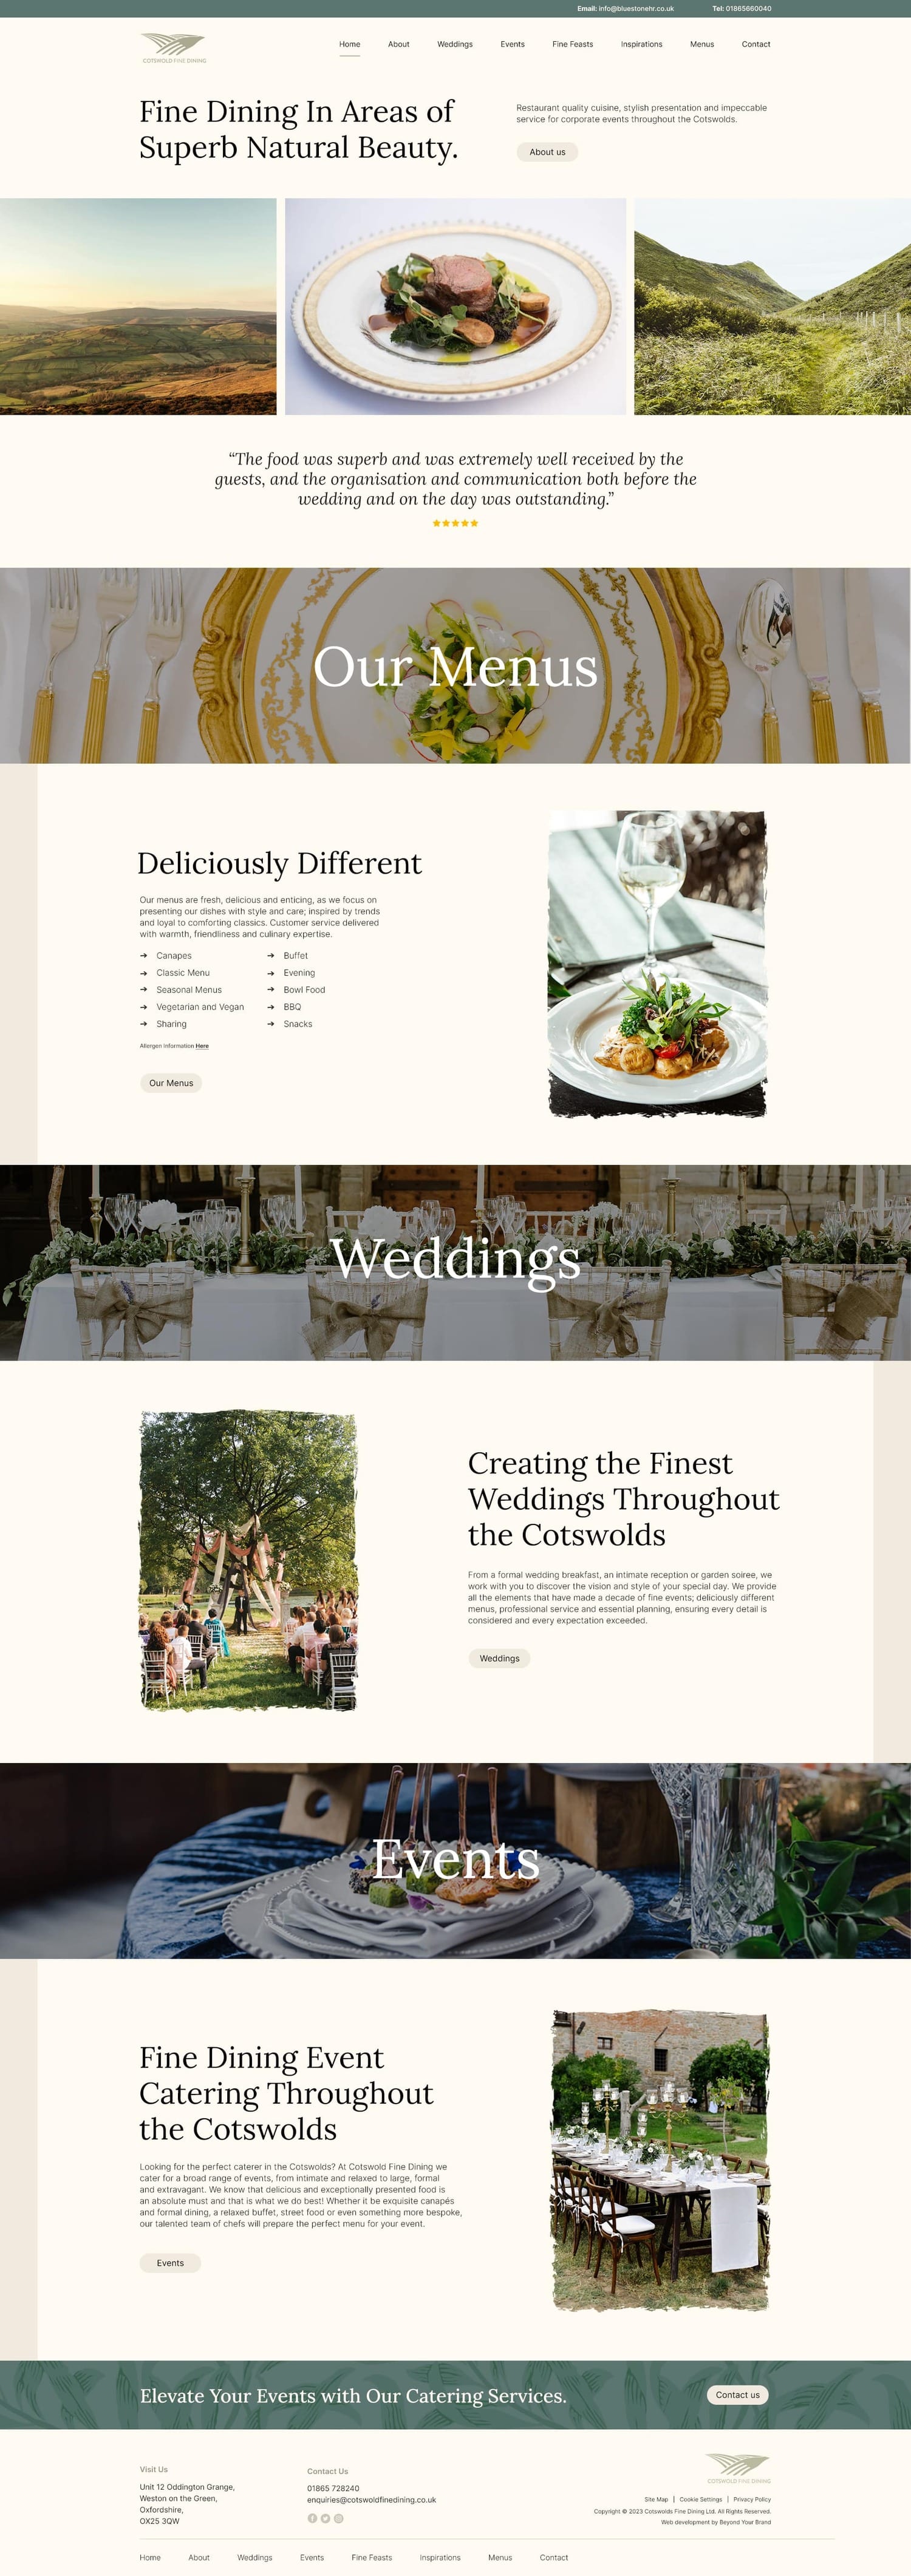 Email: info@bluestonehr.co.uk Tel: 01865660040
COTSWOLD FINE DINING
Home About Weddings Events Fine Feasts Inspirations Menus Contact
Fine Dining In Areas of
Superb Natural Beauty.
Restaurant quality cuisine, stylish presentation and impeccable
service for corporate events throughout the Cotswolds.
About us
“The food was superb and was extremely well received by the
guests, and the organisation and communication both before the
wedding and on the day was outstanding.”
Our Menus
Deliciously Different
Our menus are fresh, delicious and enticing, as we focus on
presenting our dishes with style and care; inspired by trends
and loyal to comforting classics. Customer service delivered
with warmth, friendliness and culinary expertise.
➔ Canapes ➔ Buffet
➔ Classic Menu ➔ Evening
➔ Seasonal Menus ➔ Bowl Food
➔ Vegetarian and Vegan ➔ BBQ
➔ Sharing ➔ Snacks
Allergen Information Here
Our Menus
Weddings
Creating the Finest
Weddings Throughout
the Cotswolds
From a formal wedding breakfast, an intimate reception or garden soiree, we
work with you to discover the vision and style of your special day. We provide
all the elements that have made a decade of fine events; deliciously different
menus, professional service and essential planning, ensuring every detail is
considered and every expectation exceeded.
Weddings
Events
Fine Dining Event
Catering Throughout
the Cotswolds
Looking for the perfect caterer in the Cotswolds? At Cotswold Fine Dining we
cater for a broad range of events, from intimate and relaxed to large, formal
and extravagant. We know that delicious and exceptionally presented food is
an absolute must and that is what we do best! Whether it be exquisite canapés
and formal dining, a relaxed buffet, street food or even something more bespoke,
our talented team of chefs will prepare the perfect menu for your event.
Events
Elevate Your Events with Our Catering Services.
Contact us
Visit Us
Unit 12 Oddington Grange,
Weston on the Green,
Oxfordshire,
OX25 3QW
Contact Us
01865 728240
enquiries@cotswoldfinedining.co.uk
COTSWOLD FINE DINING
Site Map | Cookie Settings | Privacy Policy
Copyright © 2023 Cotswolds Fine Dining Ltd. All Rights Reserved.
Web development by Beyond Your Brand
Home About Weddings Events Fine Feasts Inspirations Menus Contact